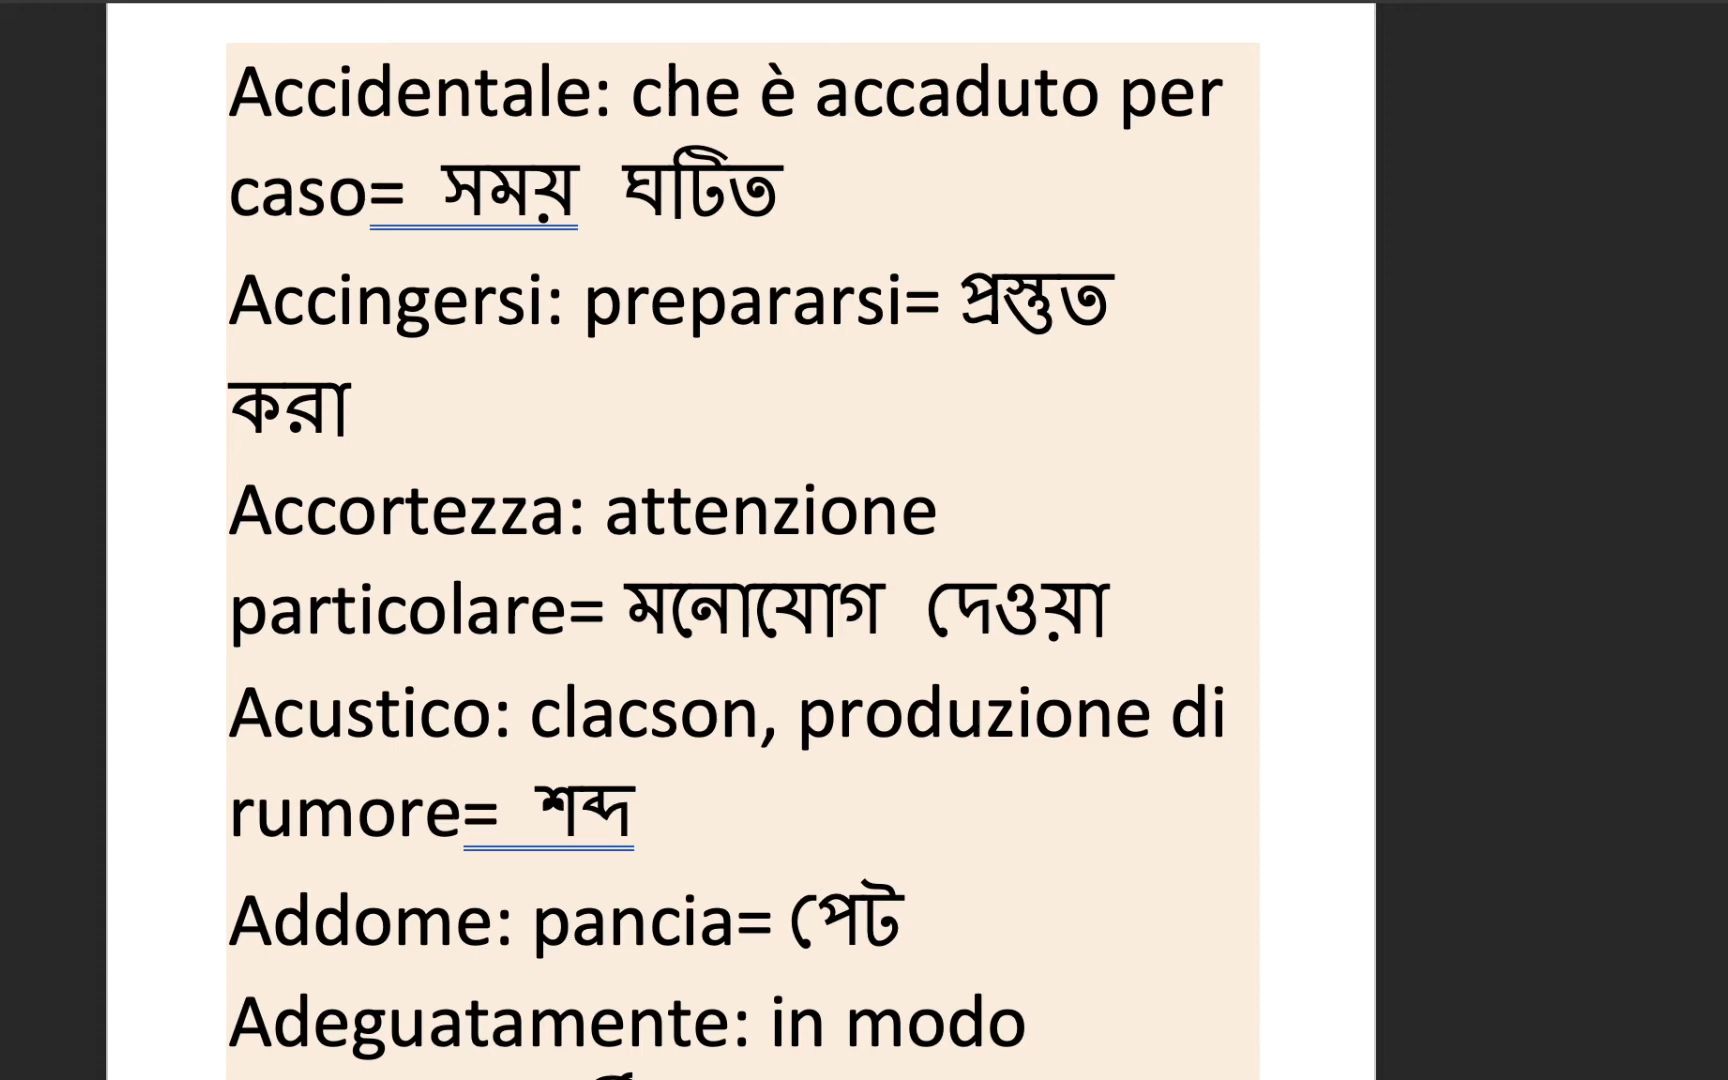 Accidentale: che è accaduto per
caso= সময় ঘটিত
Accingersi: prepararsi= প্রস্তুত
করা
Accortezza: attenzione
particolare= মনোযোগ দেওয়া
Acustico: clacson, produzione di
rumore= শব্দ
Addome: pancia= পেট
Adeguatamente: in modo